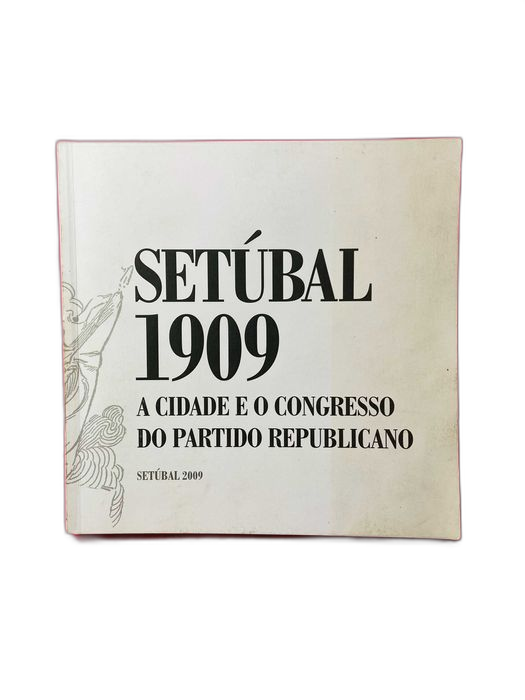 SETÚBAL
1909
A CIDADE E O CONGRESSO
DO PARTIDO REPUBLICANO
SETÚBAL 2009